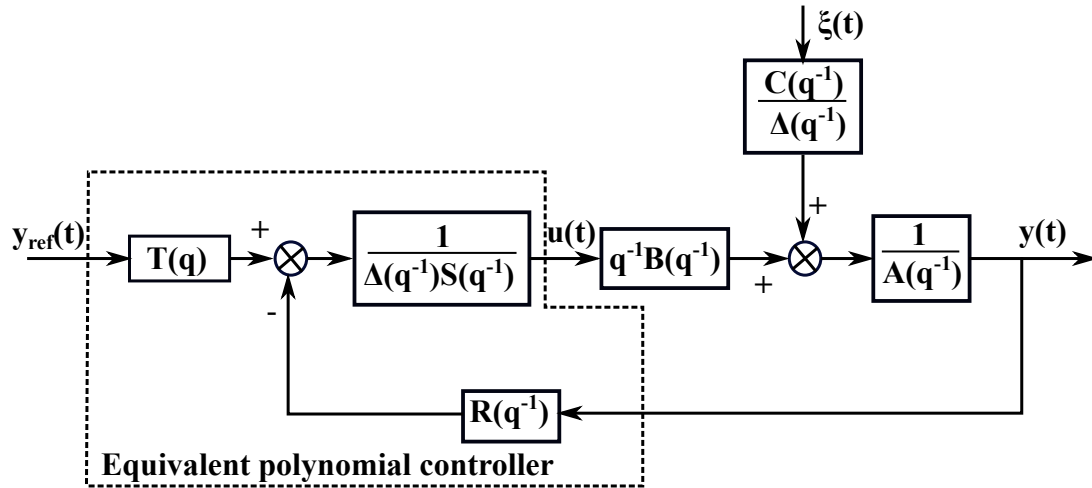 ξ(t)
C(q⁻¹)
Δ(q⁻¹)
+
y_ref(t)
T(q)
+
1
Δ(q⁻¹)S(q⁻¹)
u(t)
q⁻¹B(q⁻¹)
+
1
A(q⁻¹)
y(t)
-
R(q⁻¹)
Equivalent polynomial controller